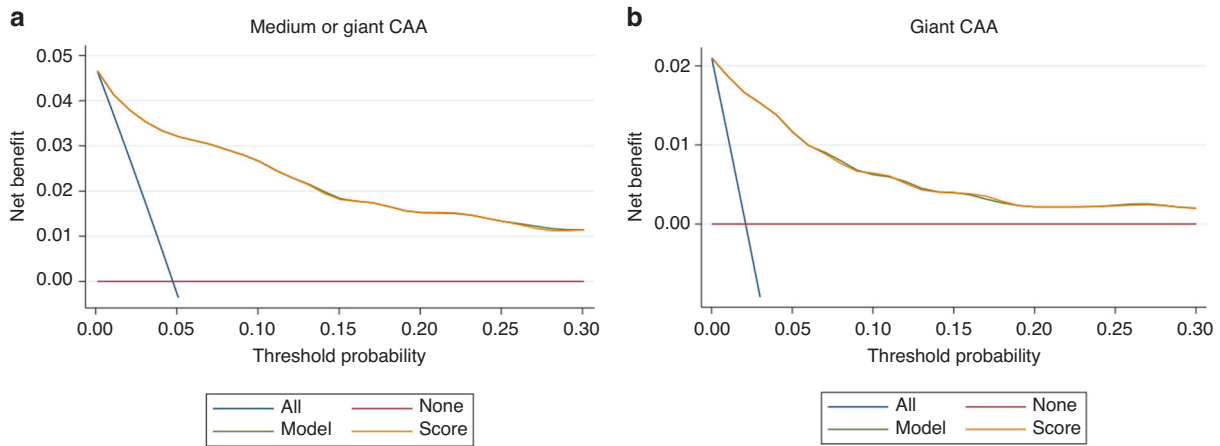 a
Medium or giant CAA
Net benefit
0.05
0.04
0.03
0.02
0.01
0.00
0.00 0.05 0.10 0.15 0.20 0.25 0.30
Threshold probability
All None
Model Score
b
Giant CAA
Net benefit
0.02
0.01
0.00
0.00 0.05 0.10 0.15 0.20 0.25 0.30
Threshold probability
All None
Model Score